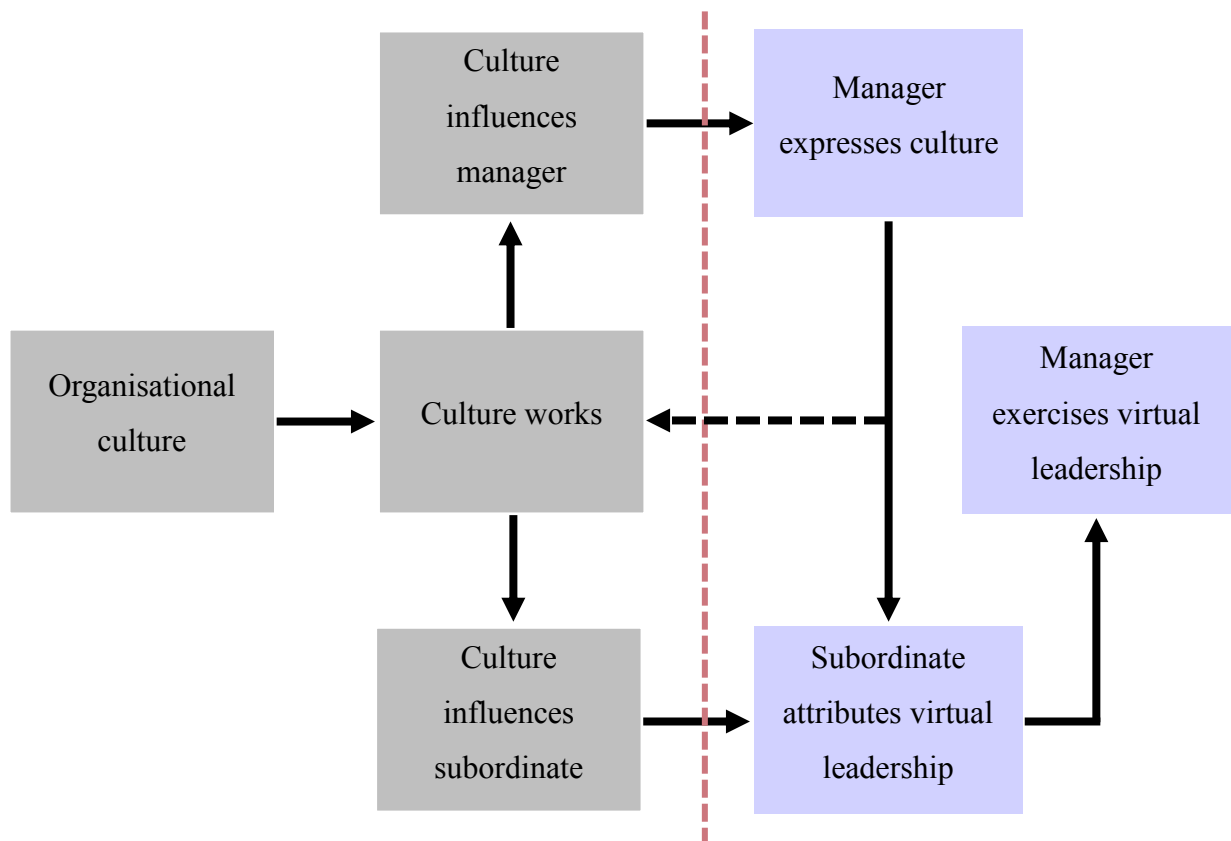 Culture
influences
manager
Manager
expresses culture
Organisational
culture
Culture works
Manager
exercises virtual
leadership
Culture
influences
subordinate
Subordinate
attributes virtual
leadership